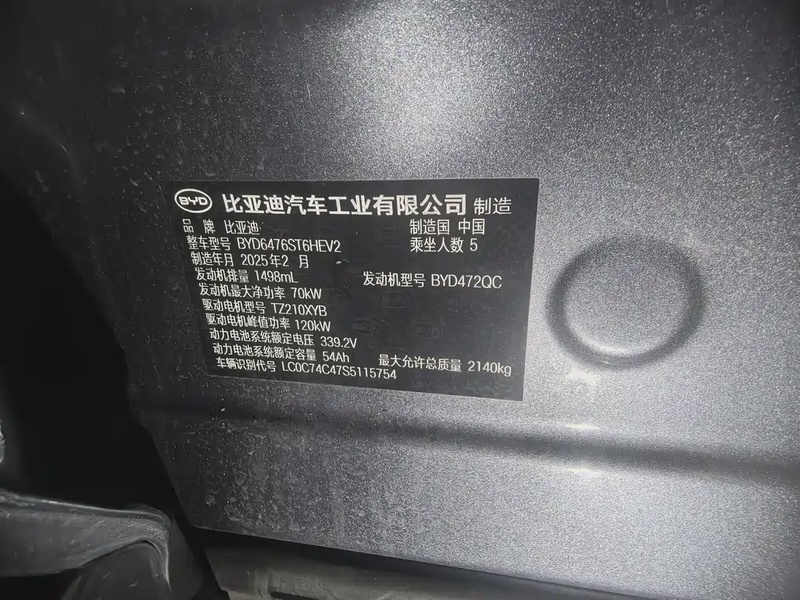 BYD 比亚迪汽车工业有限公司 制造
品 牌 比亚迪 制造国 中国
整车型号 BYD6476ST6HEV2 乘坐人数 5
制造年月 2025年2 月
发动机排量 1498mL 发动机型号 BYD472QC
发动机最大净功率 70kW
驱动电机型号 TZ210XYB
驱动电机峰值功率 120kW
动力电池系统额定电压 339.2V
动力电池系统额定容量 54Ah 最大允许总质量 2140kg
车辆识别代号 LC0C74C47S5115754